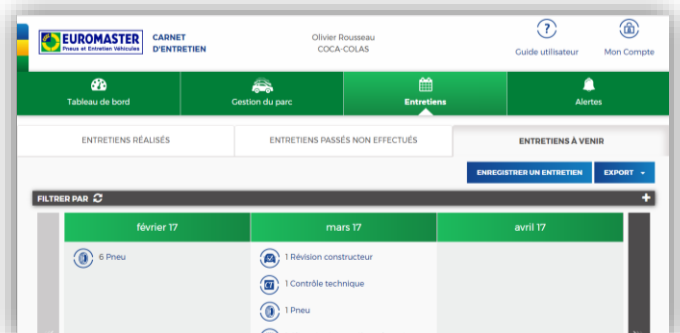 EUROMASTER
Pneus et Entretien Véhicules
CARNET
D'ENTRETIEN
Olivier Rousseau
COCA-COLAS
?
Guide utilisateur
Mon Compte
Tableau de bord
Gestion du parc
Entretiens
Alertes
ENTRETIENS RÉALISÉS
ENTRETIENS PASSÉS NON EFFECTUÉS
ENTRETIENS À VENIR
ENREGISTRER UN ENTRETIEN
EXPORT
FILTRER PAR
février 17
mars 17
avril 17
6 Pneu
1 Révision constructeur
CT
1 Contrôle technique
1 Pneu